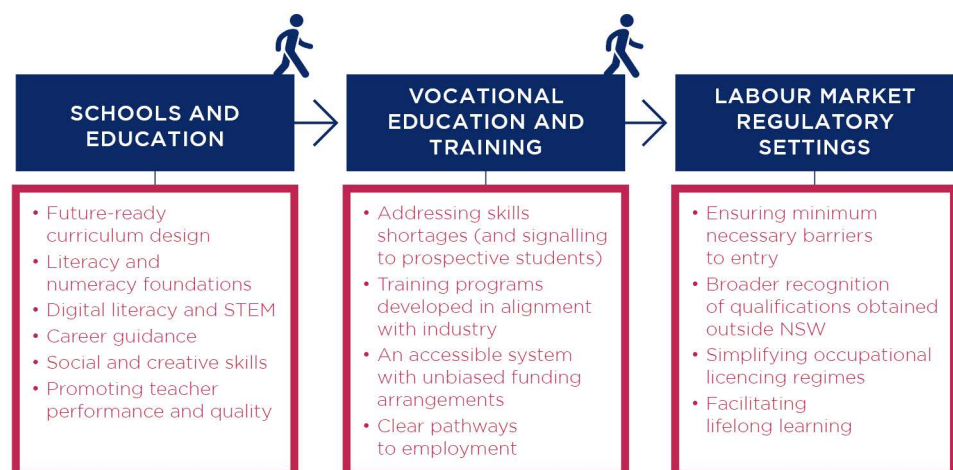 SCHOOLS AND
EDUCATION
• Future-ready
curriculum design
• Literacy and
numeracy foundations
• Digital literacy and STEM
• Career guidance
• Social and creative skills
• Promoting teacher
performance and quality
VOCATIONAL
EDUCATION AND
TRAINING
• Addressing skills
shortages (and signalling
to prospective students)
• Training programs
developed in alignment
with industry
• An accessible system
with unbiased funding
arrangements
• Clear pathways
to employment
LABOUR MARKET
REGULATORY
SETTINGS
• Ensuring minimum
necessary barriers
to entry
• Broader recognition
of qualifications obtained
outside NSW
• Simplifying occupational
licencing regimes
• Facilitating
lifelong learning